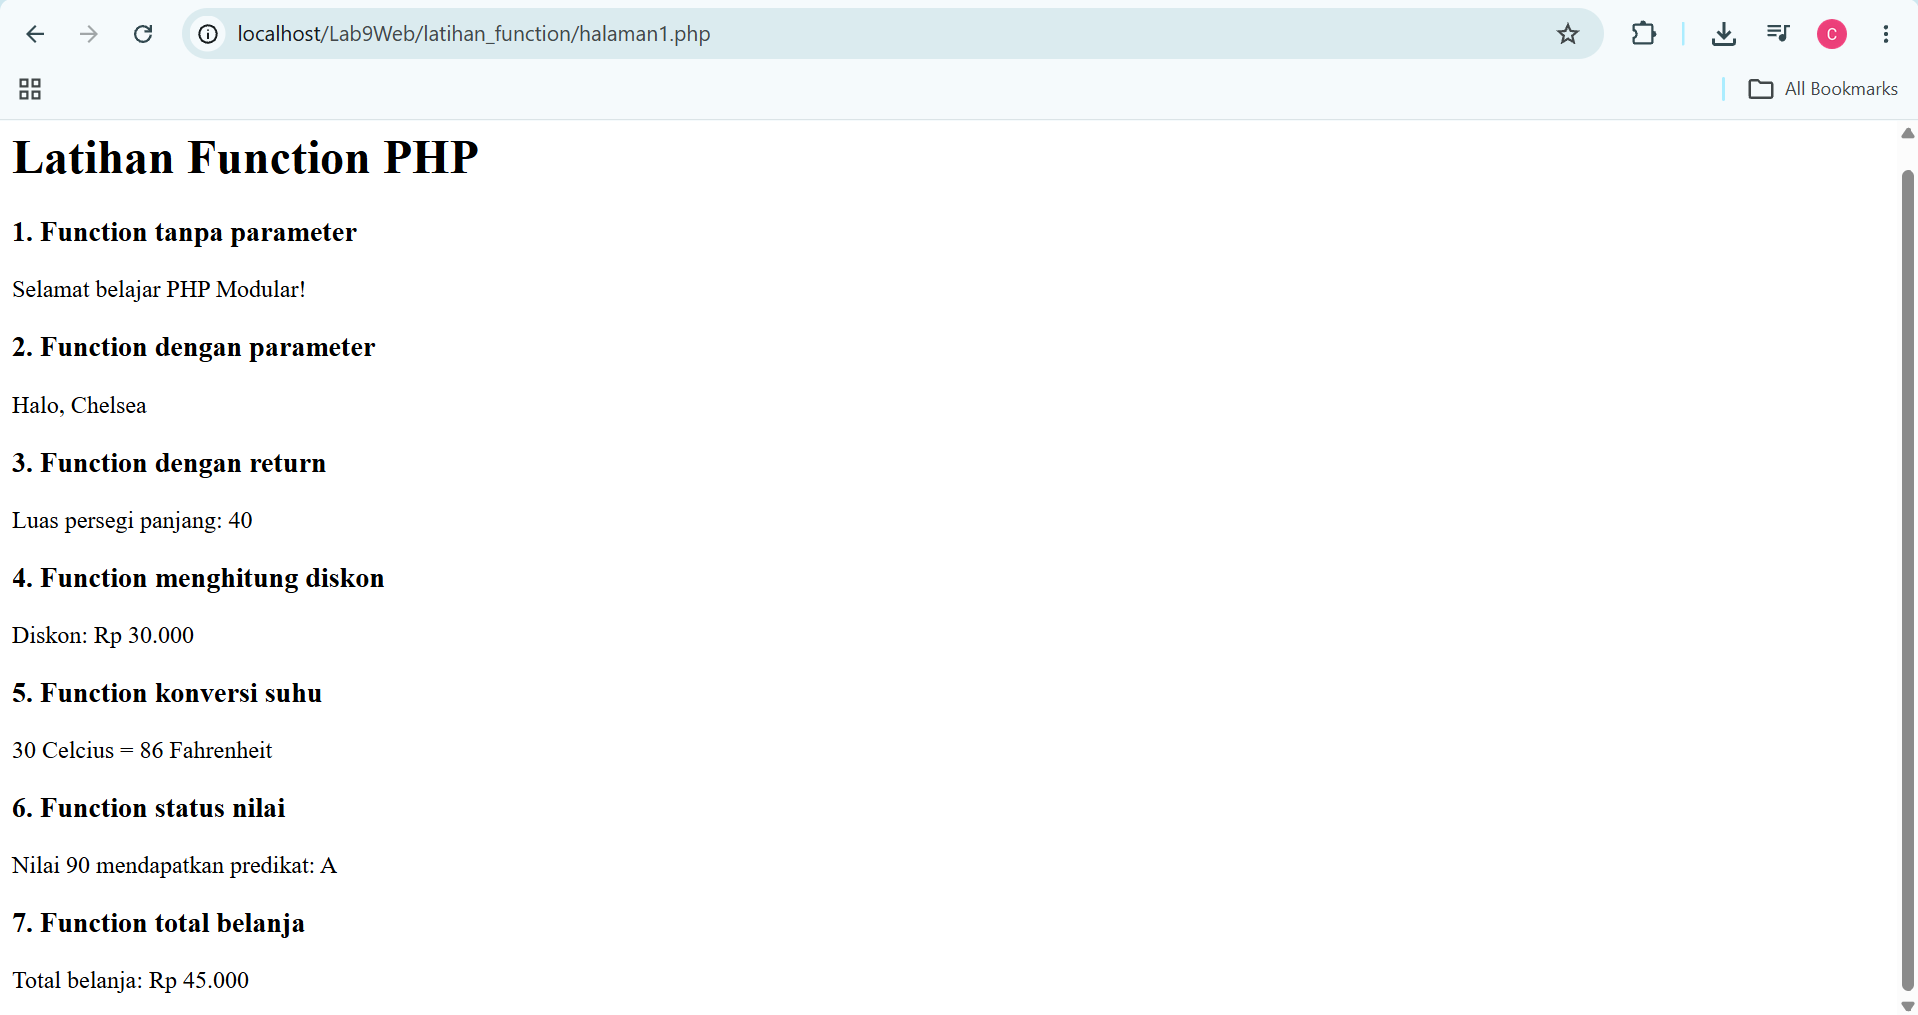 localhost/Lab9Web/latihan_function/halaman1.php
C
All Bookmarks
Latihan Function PHP
1. Function tanpa parameter
Selamat belajar PHP Modular!
2. Function dengan parameter
Halo, Chelsea
3. Function dengan return
Luas persegi panjang: 40
4. Function menghitung diskon
Diskon: Rp 30.000
5. Function konversi suhu
30 Celcius = 86 Fahrenheit
6. Function status nilai
Nilai 90 mendapatkan predikat: A
7. Function total belanja
Total belanja: Rp 45.000